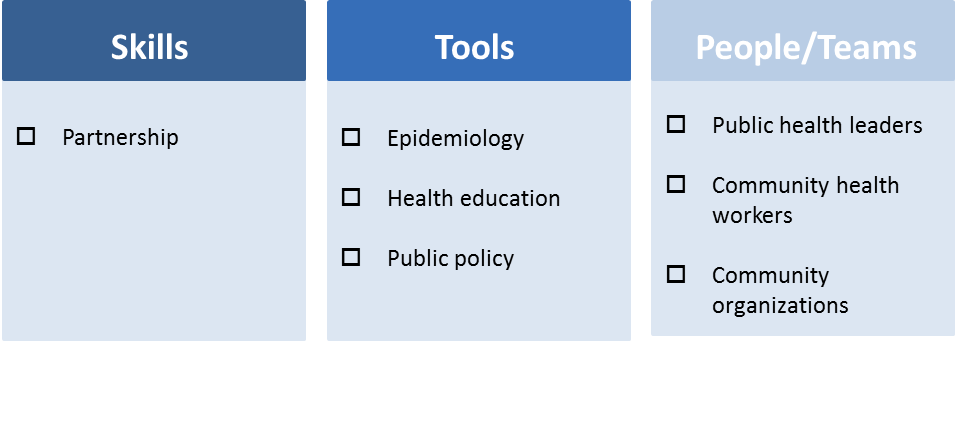 Skills
Partnership
Tools
Epidemiology
Health education
Public policy
People/Teams
Public health leaders
Community health
workers
Community
organizations